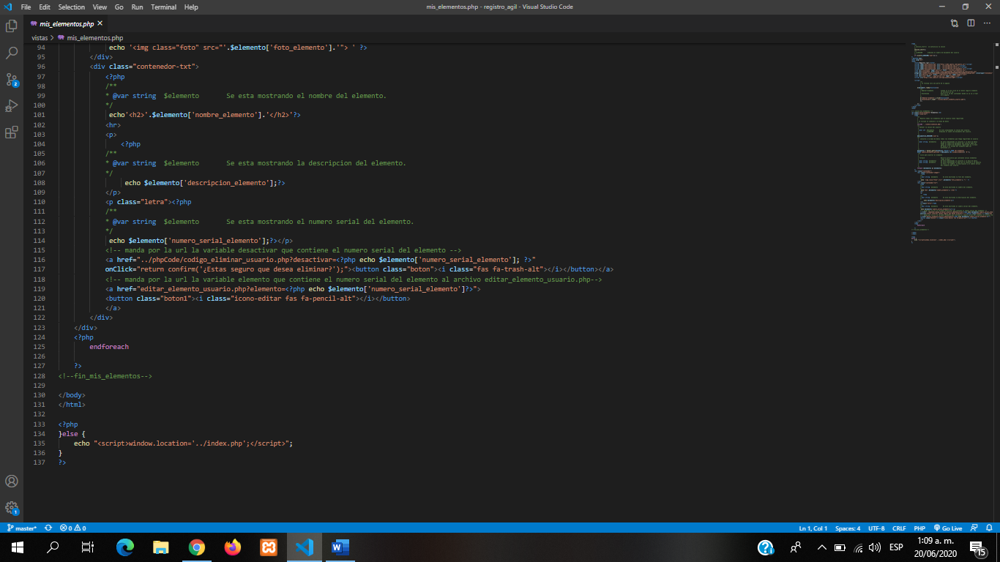 File Edit Selection View Go Run Terminal Help
mis_elementos.php - registro_agil - Visual Studio Code
mis_elementos.php
vistas > mis_elementos.php
94 echo '<img class="foto" src="'.$elemento['foto_elemento'].'"> ' ?>
95 </div>
96 <div class="contenedor-txt">
97 <?php
98 /**
99 * @var string $elemento Se esta mostrando el nombre del elemento.
100 */
101 echo'<h2>'.$elemento['nombre_elemento'].'</h2>'?>
102 <hr>
103 <p>
104 <?php
105 /**
106 * @var string $elemento Se esta mostrando la descripcion del elemento.
107 */
108 echo $elemento['descripcion_elemento'];?>
109 </p>
110 <p class="letra"><?php
111 /**
112 * @var string $elemento Se esta mostrando el numero serial del elemento.
113 */
114 echo $elemento['numero_serial_elemento'];?></p>
115 <!-- manda por la url la variable desactivar que contiene el numero serial del elemento -->
116 <a href="../phpCode/codigo_eliminar_usuario.php?desactivar=<?php echo $elemento['numero_serial_elemento']; ?>"
117 onClick="return confirm('¿Estas seguro que desea eliminar?');"><button class="boton"><i class="fas fa-trash-alt"></i></button></a>
118 <!-- manda por la url la variable elemento que contiene el numero serial del elemento al archivo editar_elemento_usuario.php-->
119 <a href="editar_elemento_usuario.php?elemento=<?php echo $elemento['numero_serial_elemento']?>">
120 <button class="boton1"><i class="icono-editar fas fa-pencil-alt"></i></button>
121 </a>
122 </div>
123 </div>
124 <?php
125 endforeach
126
127 ?>
128 <!--fin_mis_elementos-->
129
130 </body>
131 </html>
132
133 <?php
134 }else {
135 echo "<script>window.location='../index.php';</script>";
136 }
137 ?>
2
1
master* 0 0
Ln 1, Col 1 Spaces: 4 UTF-8 CRLF PHP Go Live
ESP
1:09 a. m.
20/06/2020
15